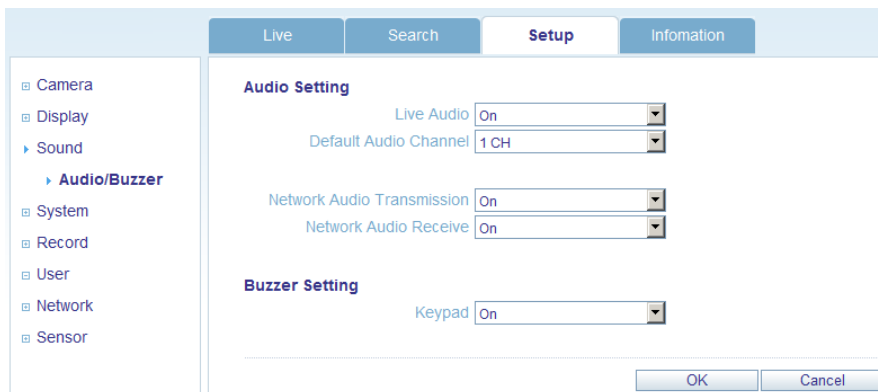 Live Search Setup Infomation
Camera
Display
Sound
Audio/Buzzer
System
Record
User
Network
Sensor
Audio Setting
Live Audio On
Default Audio Channel 1 CH
Network Audio Transmission On
Network Audio Receive On
Buzzer Setting
Keypad On
OK Cancel